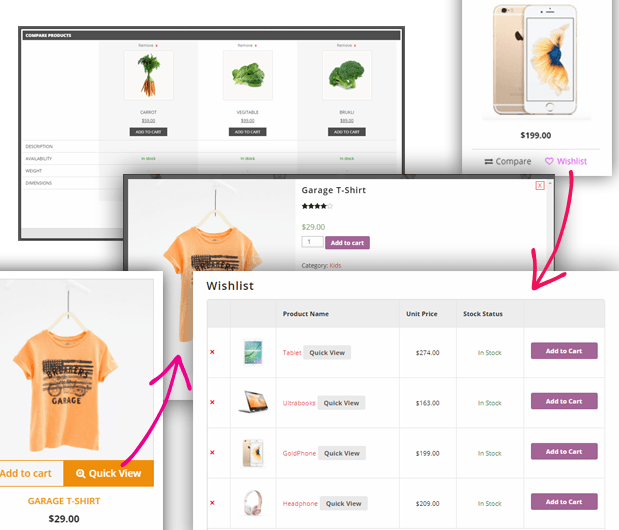 COMPARE PRODUCTS
Remove x Remove x Remove x
CARROT VEGITABLE BRUKLI
$59.00 $59.00 $89.00
ADD TO CART ADD TO CART ADD TO CART
DESCRIPTION
AVAILABILITY In stock In stock In stock
WEIGHT
DIMENSIONS
$199.00
Compare Wishlist
Garage T-Shirt X
$29.00
1 Add to cart
Category: Kids
GARAGE
Add to cart Quick View
GARAGE T-SHIRT
$29.00
Wishlist
Product Name Unit Price Stock Status
× Tablet Quick View $274.00 In Stock Add to Cart
× Ultrabooks Quick View $163.00 In Stock Add to Cart
× GoldPhone Quick View $199.00 In Stock Add to Cart
× Headphone Quick View $209.00 In Stock Add to Cart